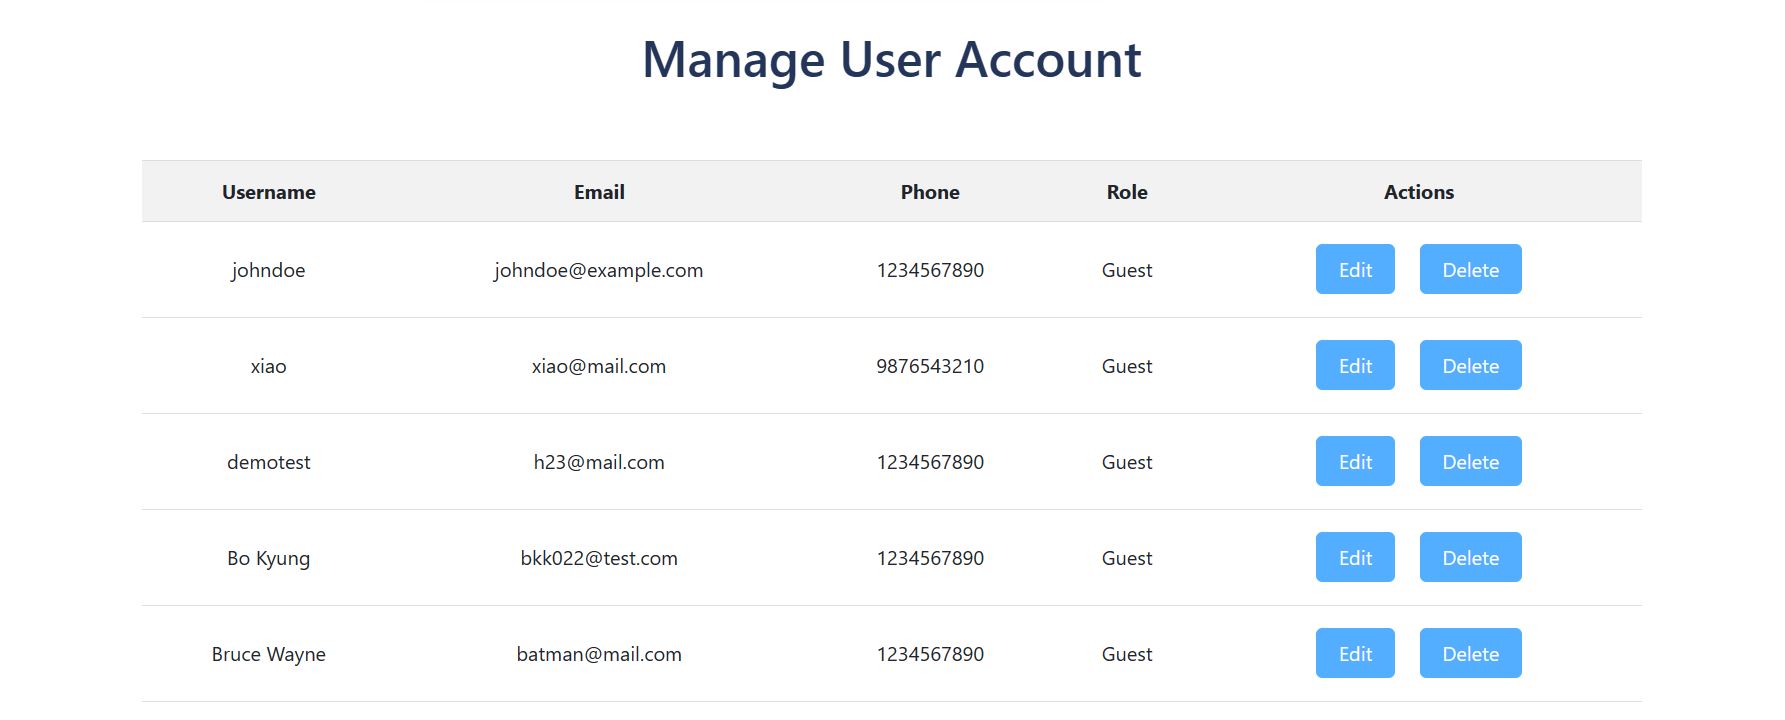 Manage User Account
Username Email Phone Role Actions
johndoe johndoe@example.com 1234567890 Guest Edit Delete
xiao xiao@mail.com 9876543210 Guest Edit Delete
demotest h23@mail.com 1234567890 Guest Edit Delete
Bo Kyung bkk022@test.com 1234567890 Guest Edit Delete
Bruce Wayne batman@mail.com 1234567890 Guest Edit Delete